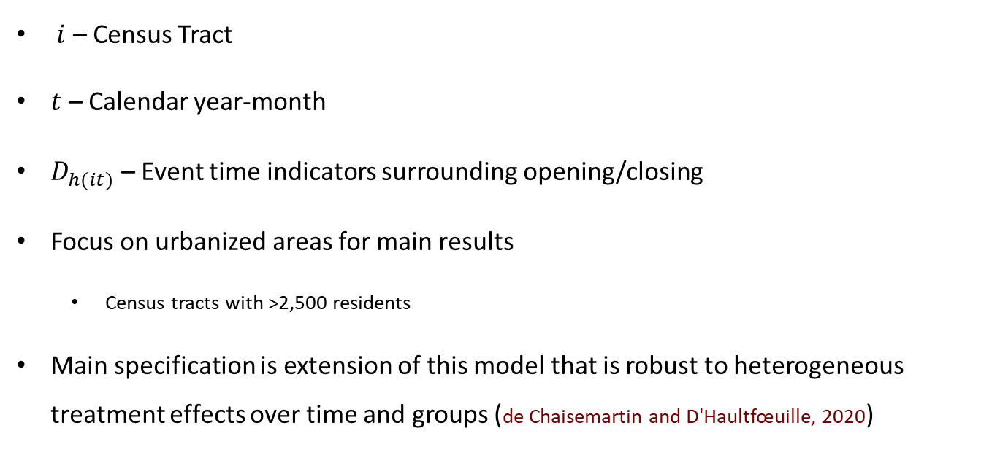 • i – Census Tract
• t – Calendar year-month
• D_{h(it)} – Event time indicators surrounding opening/closing
• Focus on urbanized areas for main results
• Census tracts with >2,500 residents
• Main specification is extension of this model that is robust to heterogeneous
treatment effects over time and groups (de Chaisemartin and D'Haultfœuille, 2020)